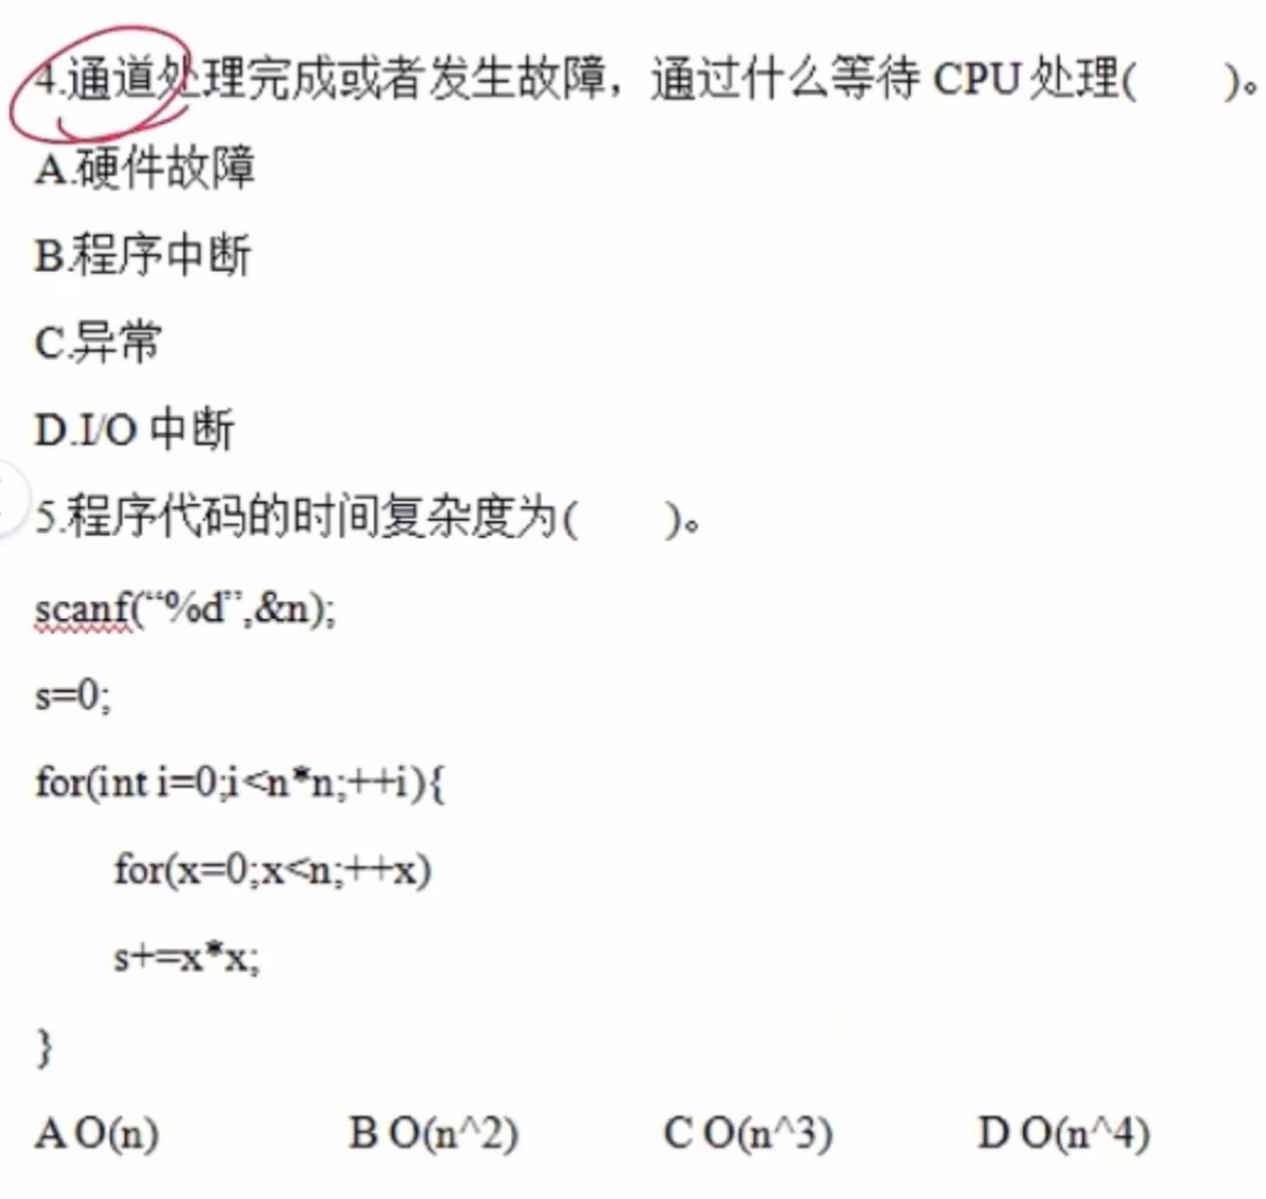 4.通道处理完成或者发生故障，通过什么等待 CPU 处理(　　)。
A.硬件故障
B.程序中断
C.异常
D.I/O 中断
5.程序代码的时间复杂度为(　　)。
scanf(“%d”,&n);
s=0;
for(int i=0;i<n*n;++i){
for(x=0;x<n;++x)
s+=x*x;
}
A O(n)　　B O(n^2)　　C O(n^3)　　D O(n^4)